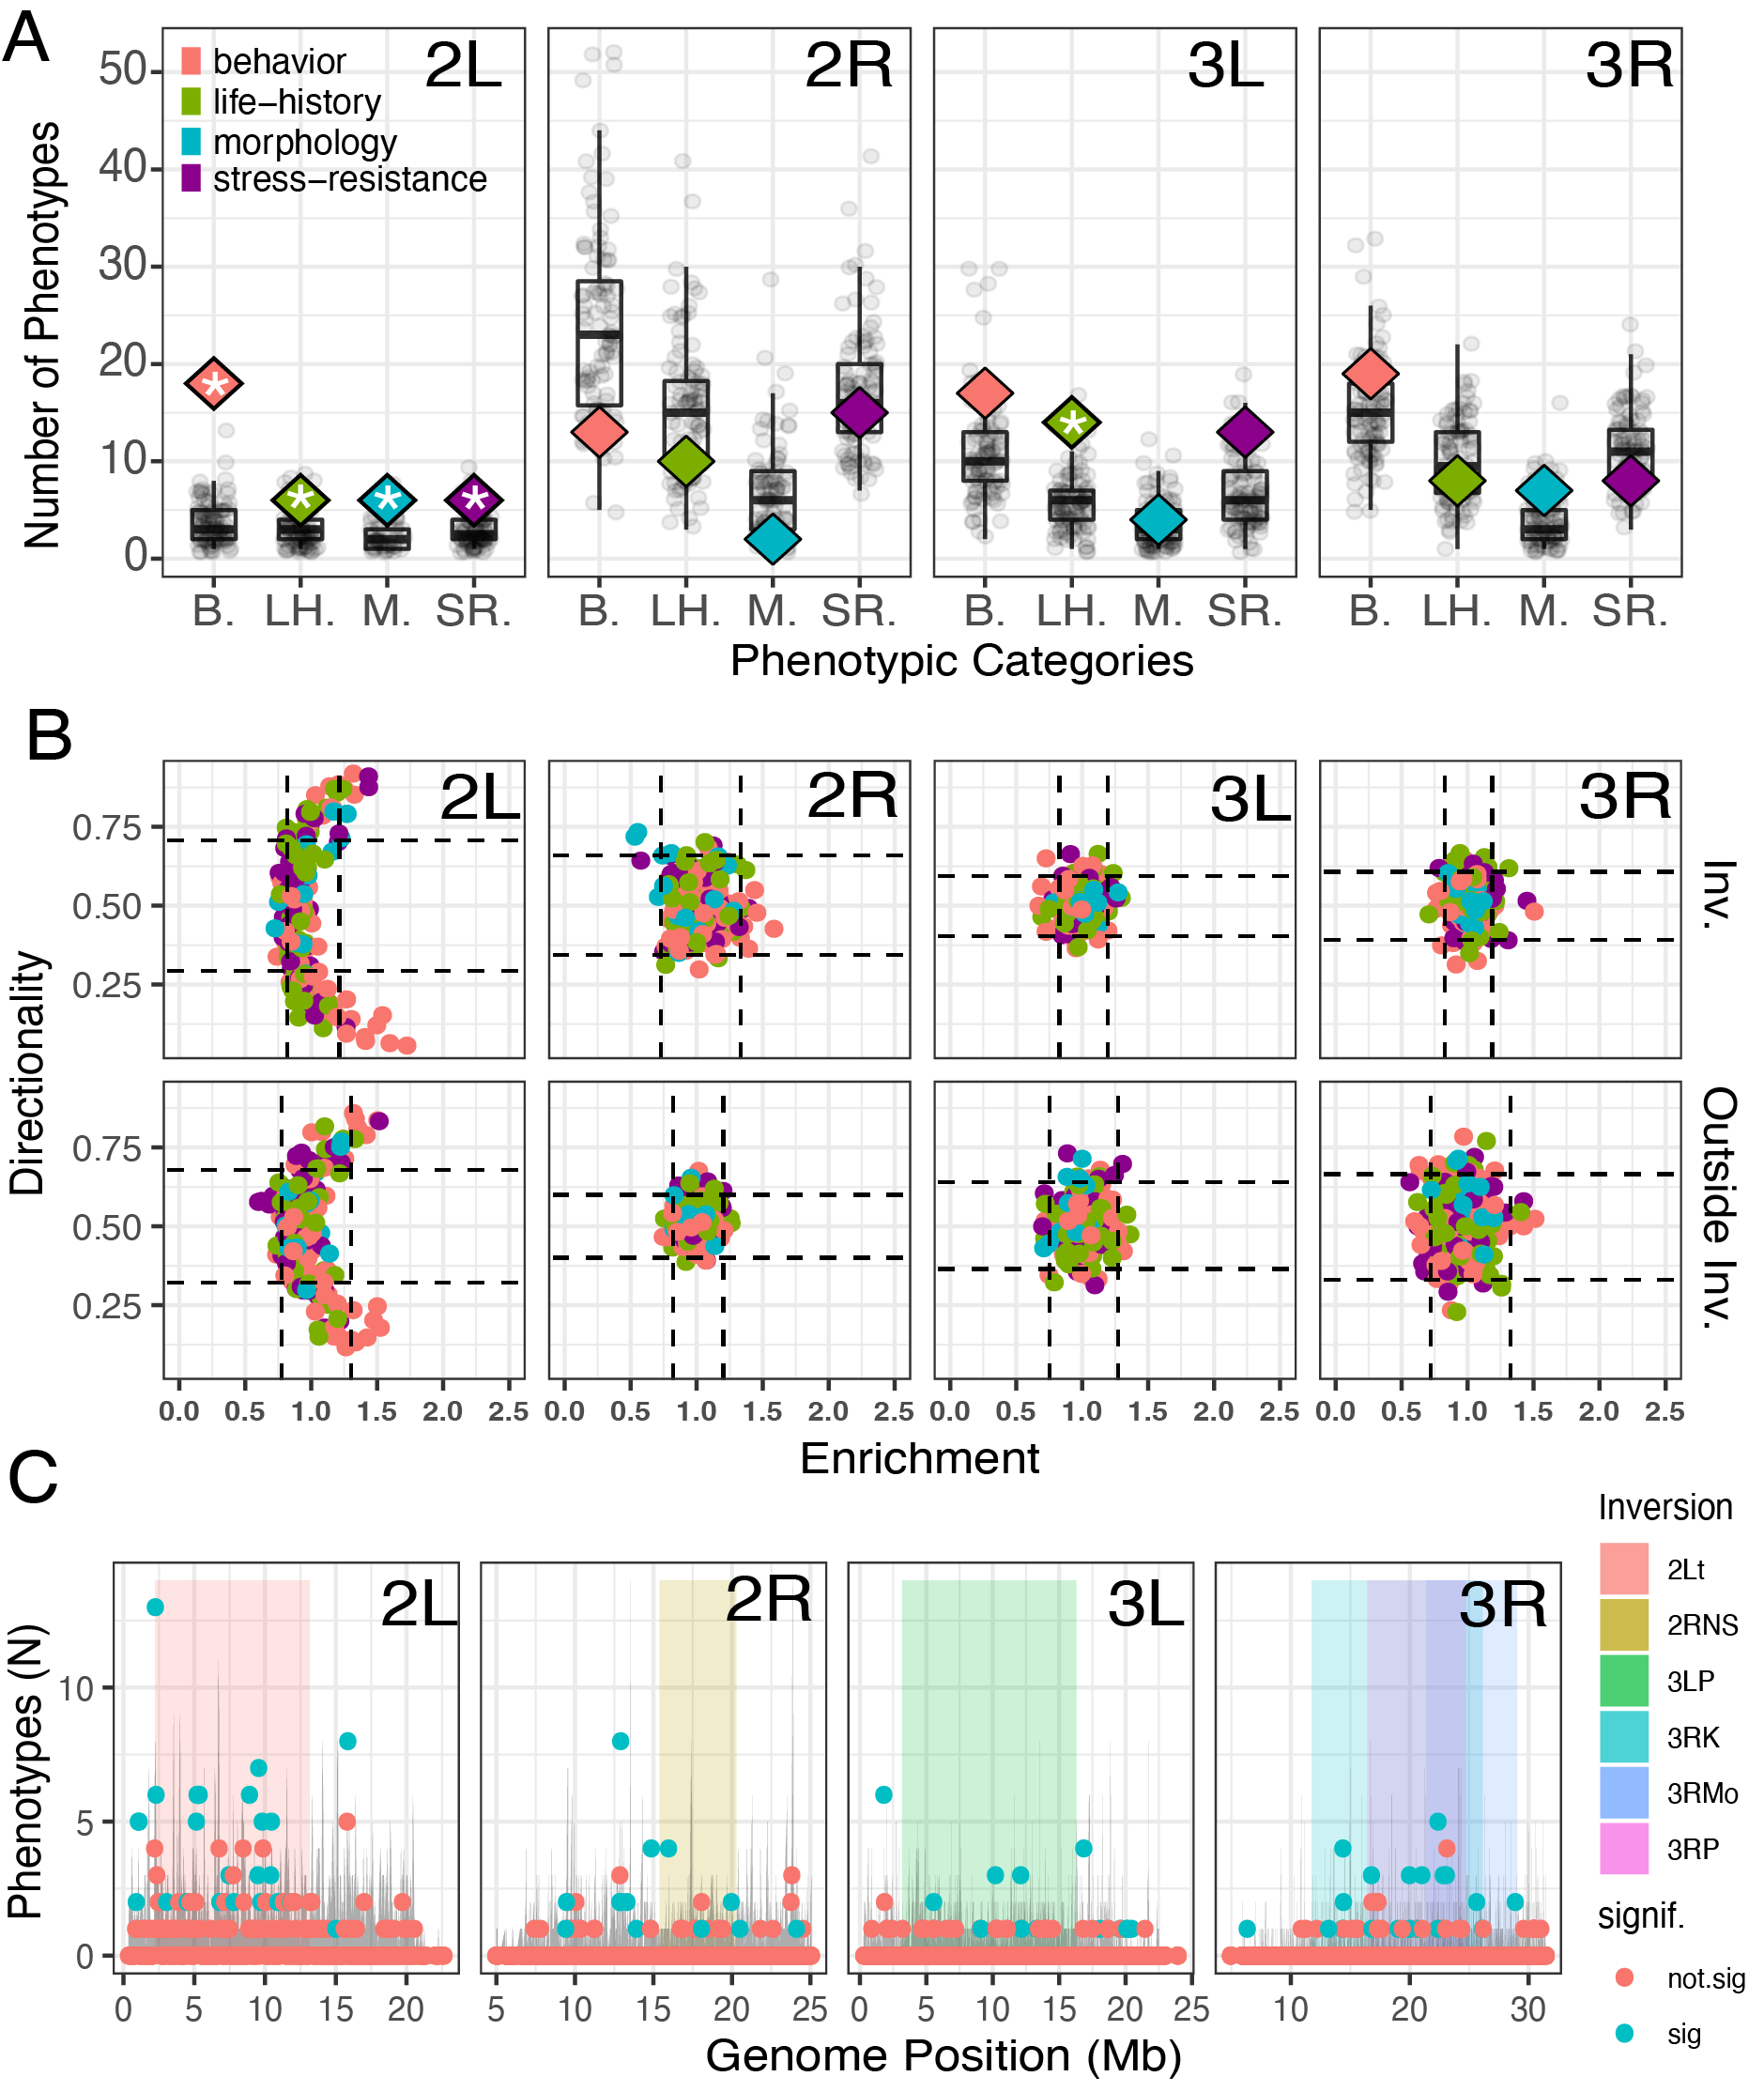 A
2L
2R
3L
3R
behavior
life−history
morphology
stress−resistance
Number of Phenotypes
50
40
30
20
10
0
*
* * *
*
B. LH. M. SR.
B. LH. M. SR.
B. LH. M. SR.
B. LH. M. SR.
Phenotypic Categories
B
2L
2R
3L
3R
Directionality
0.75
0.50
0.25
Inv.
0.75
0.50
0.25
Outside Inv.
0.0 0.5 1.0 1.5 2.0 2.5
0.0 0.5 1.0 1.5 2.0 2.5
0.0 0.5 1.0 1.5 2.0 2.5
0.0 0.5 1.0 1.5 2.0 2.5
Enrichment
C
2L
2R
3L
3R
Phenotypes (N)
10
5
0
0 5 10 15 20
5 10 15 20 25
0 5 10 15 20 25
10 20 30
Genome Position (Mb)
Inversion
2Lt
2RNS
3LP
3RK
3RMo
3RP
signif.
not.sig
sig